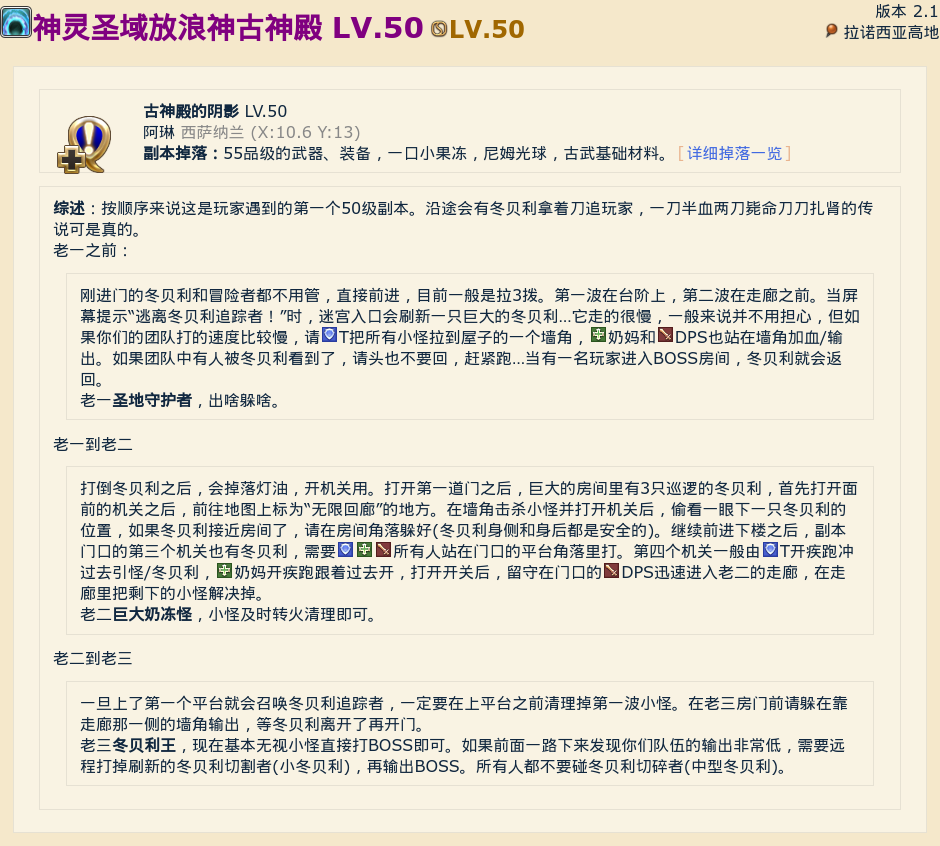 神灵圣域放浪神古神殿 LV.50 LV.50
版本 2.1
拉诺西亚高地
古神殿的阴影 LV.50
阿琳 西萨纳兰 (X:10.6 Y:13)
副本掉落：55品级的武器、装备，一口小果冻，尼姆光球，古武基础材料。 [ 详细掉落一览 ]
综述：按顺序来说这是玩家遇到的第一个50级副本。沿途会有冬贝利拿着刀追玩家，一刀半血两刀毙命刀刀扎肾的传
说可是真的。
老一之前：
刚进门的冬贝利和冒险者都不用管，直接前进，目前一般是拉3拨。第一波在台阶上，第二波在走廊之前。当屏
幕提示“逃离冬贝利追踪者！”时，迷宫入口会刷新一只巨大的冬贝利...它走的很慢，一般来说并不用担心，但如
果你们的团队打的速度比较慢，请T把所有小怪拉到屋子的一个墙角，奶妈和DPS也站在墙角加血/输
出。如果团队中有人被冬贝利看到了，请头也不要回，赶紧跑...当有一名玩家进入BOSS房间，冬贝利就会返
回。
老一圣地守护者，出啥躲啥。
老一到老二
打倒冬贝利之后，会掉落灯油，开机关用。打开第一道门之后，巨大的房间里有3只巡逻的冬贝利，首先打开面
前的机关之后，前往地图上标为“无限回廊”的地方。在墙角击杀小怪并打开机关后，偷看一眼下一只冬贝利的
位置，如果冬贝利接近房间了，请在房间角落躲好(冬贝利身侧和身后都是安全的)。继续前进下楼之后，副本
门口的第三个机关也有冬贝利，需要所有人站在门口的平台角落里打。第四个机关一般由T开疾跑冲
过去引怪/冬贝利，奶妈开疾跑跟着过去开，打开开关后，留守在门口的DPS迅速进入老二的走廊，在走
廊里把剩下的小怪解决掉。
老二巨大奶冻怪，小怪及时转火清理即可。
老二到老三
一旦上了第一个平台就会召唤冬贝利追踪者，一定要在上平台之前清理掉第一波小怪。在老三房门前请躲在靠
走廊那一侧的墙角输出，等冬贝利离开了再开门。
老三冬贝利王，现在基本无视小怪直接打BOSS即可。如果前面一路下来发现你们队伍的输出非常低，需要远
程打掉刷新的冬贝利切割者(小冬贝利)，再输出BOSS。所有人都不要碰冬贝利切碎者(中型冬贝利)。